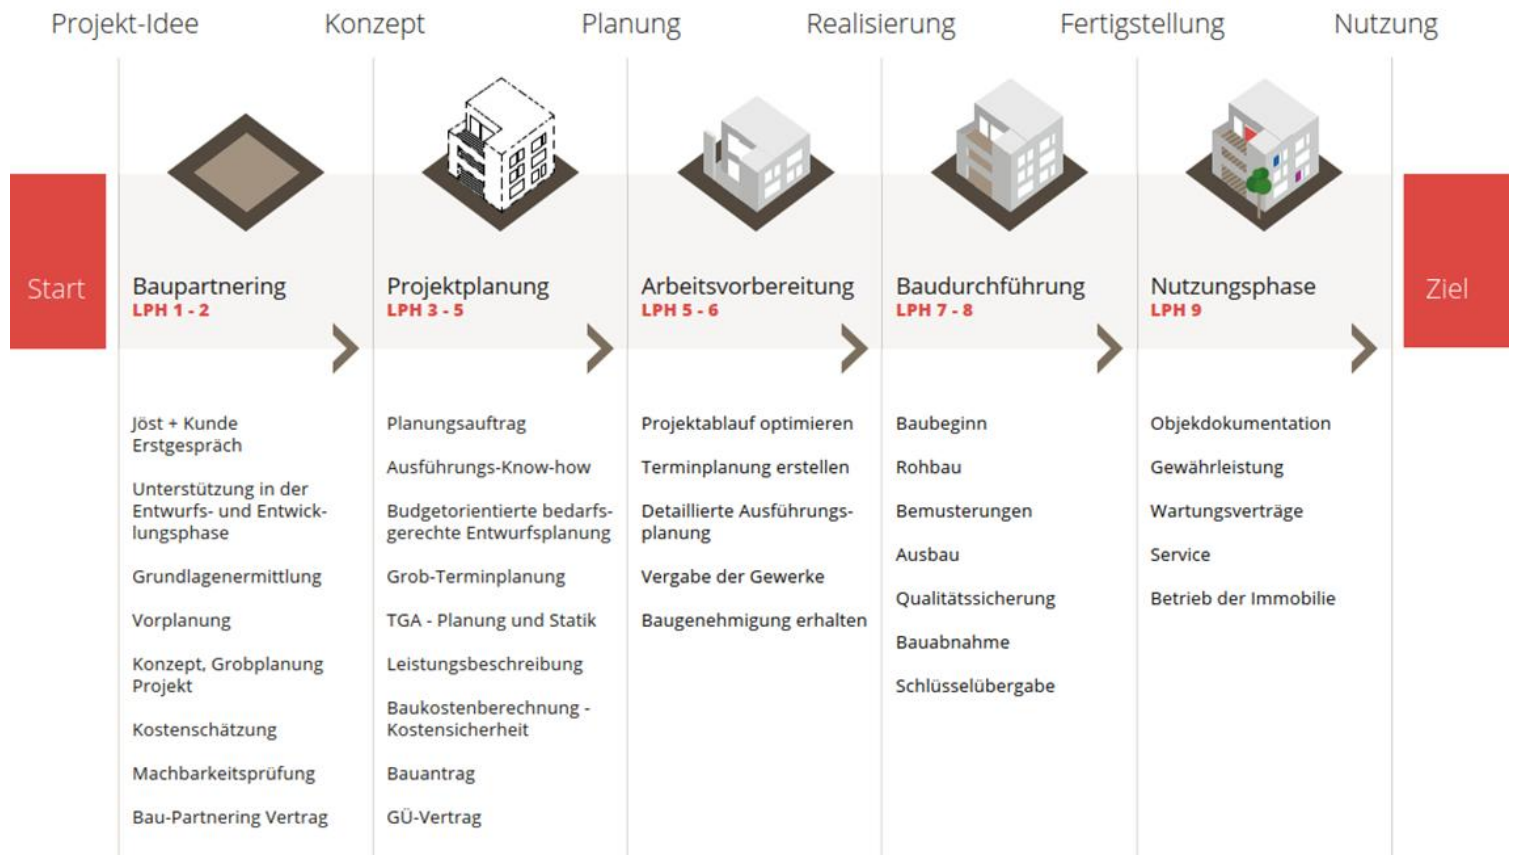 Projekt-Idee
Konzept
Planung
Realisierung
Fertigstellung
Nutzung
Start
Baupartnering
LPH 1 - 2
Jöst + Kunde
Erstgespräch
Unterstützung in der
Entwurfs- und Entwick-
lungsphase
Grundlagenermittlung
Vorplanung
Konzept, Grobplanung
Projekt
Kostenschätzung
Machbarkeitsprüfung
Bau-Partnering Vertrag
Projektplanung
LPH 3 - 5
Planungsauftrag
Ausführungs-Know-how
Budgetorientierte bedarfs-
gerechte Entwurfsplanung
Grob-Terminplanung
TGA - Planung und Statik
Leistungsbeschreibung
Baukostenberechnung -
Kostensicherheit
Bauantrag
GÜ-Vertrag
Arbeitsvorbereitung
LPH 5 - 6
Projektablauf optimieren
Terminplanung erstellen
Detaillierte Ausführungs-
planung
Vergabe der Gewerke
Baugenehmigung erhalten
Baudurchführung
LPH 7 - 8
Baubeginn
Rohbau
Bemusterungen
Ausbau
Qualitätssicherung
Bauabnahme
Schlüsselübergabe
Nutzungsphase
LPH 9
Objekdokumentation
Gewährleistung
Wartungsverträge
Service
Betrieb der Immobilie
Ziel